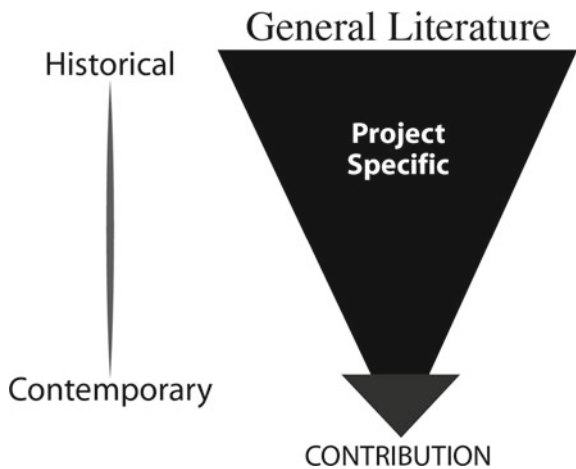 General Literature
Historical
Project
Specific
Contemporary
CONTRIBUTION